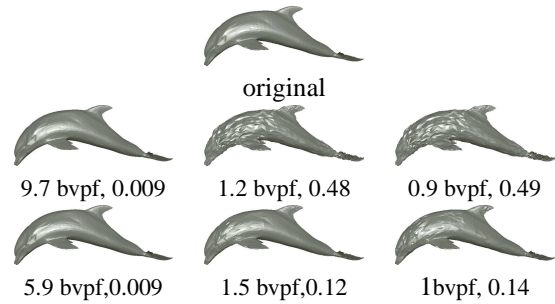 original
9.7 bvpf, 0.009 1.2 bvpf, 0.48 0.9 bvpf, 0.49
5.9 bvpf,0.009 1.5 bvpf,0.12 1bvpf, 0.14